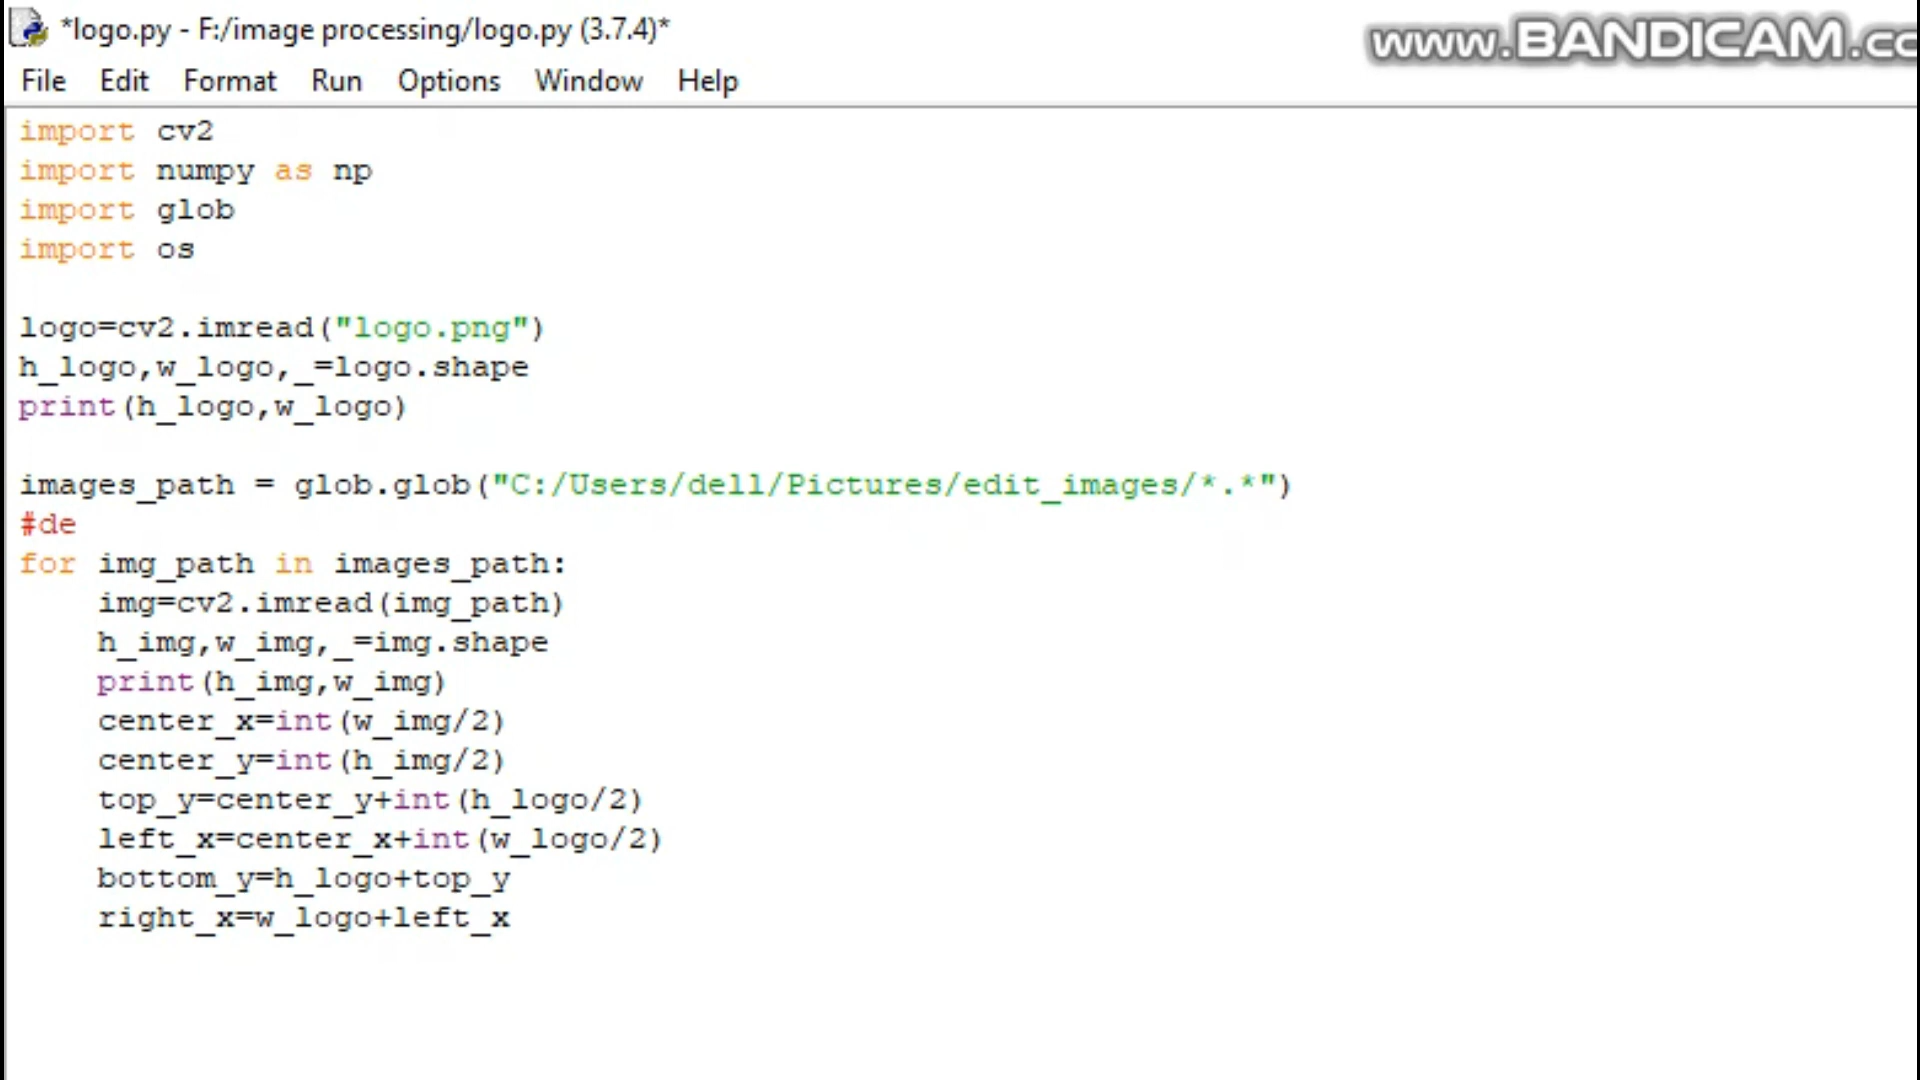 *logo.py - F:/image processing/logo.py (3.7.4)*
www.BANDICAM.co
File Edit Format Run Options Window Help
import cv2
import numpy as np
import glob
import os
logo=cv2.imread("logo.png")
h_logo,w_logo,_=logo.shape
print(h_logo,w_logo)
images_path = glob.glob("C:/Users/dell/Pictures/edit_images/*.*")
#de
for img_path in images_path:
    img=cv2.imread(img_path)
    h_img,w_img,_=img.shape
    print(h_img,w_img)
    center_x=int(w_img/2)
    center_y=int(h_img/2)
    top_y=center_y+int(h_logo/2)
    left_x=center_x+int(w_logo/2)
    bottom_y=h_logo+top_y
    right_x=w_logo+left_x